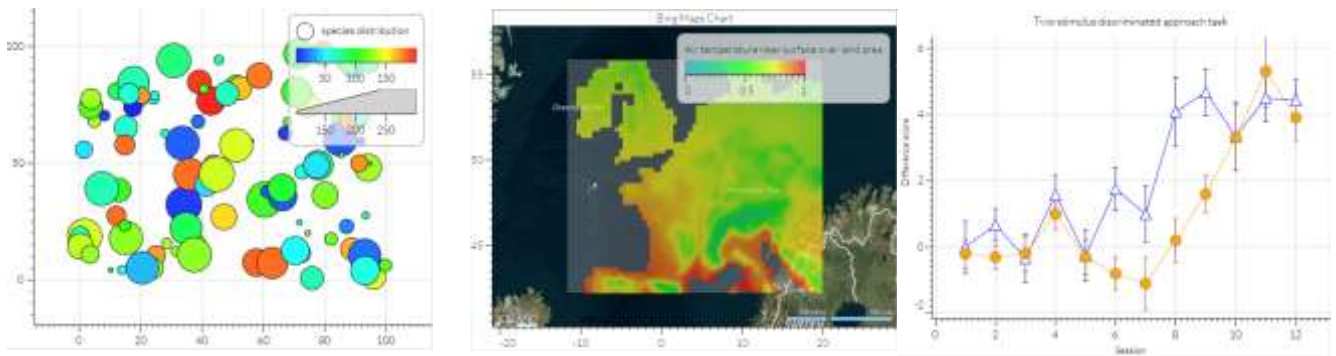 species distribution
50 100 150
150 200 250
100
50
0
0 20 40 60 80 100
Bing Maps Chart
Air temperature near surface over land area
0 0.5 1
55
50
45
-20 -10 0 10 20
Two stimulus discriminated approach task
Difference score
6
4
2
0
-2
0 2 4 6 8 10 12
Session